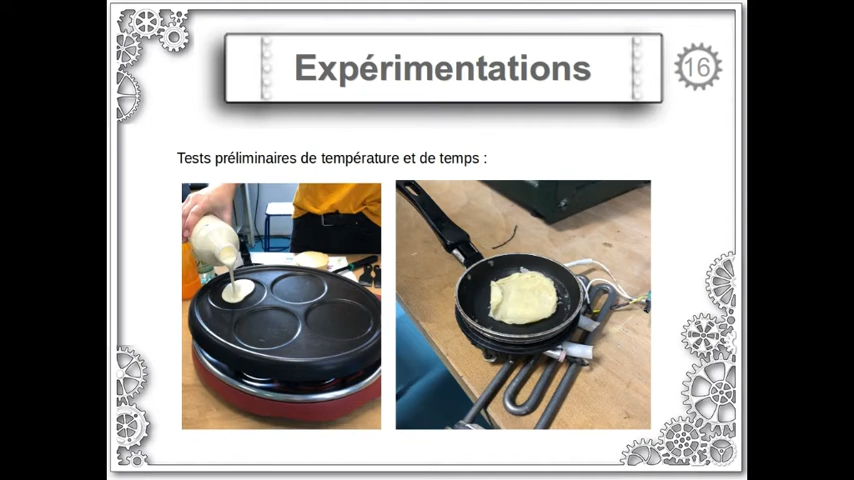 Expérimentations
16
Tests préliminaires de température et de temps :